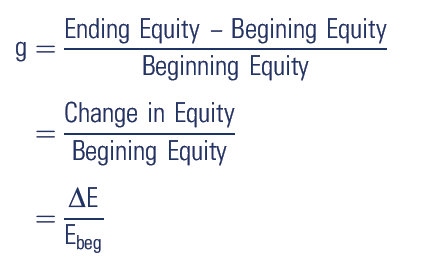 g = (Ending Equity – Begining Equity) / Beginning Equity
= Change in Equity / Begining Equity
= ΔE / E_beg